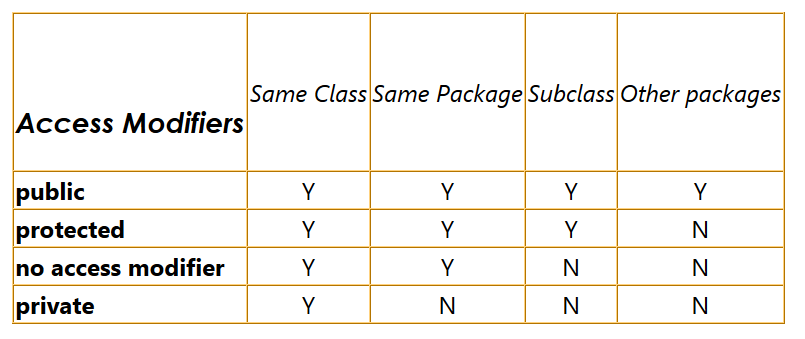 Access Modifiers Same Class Same Package Subclass Other packages
public Y Y Y Y
protected Y Y Y N
no access modifier Y Y N N
private Y N N N